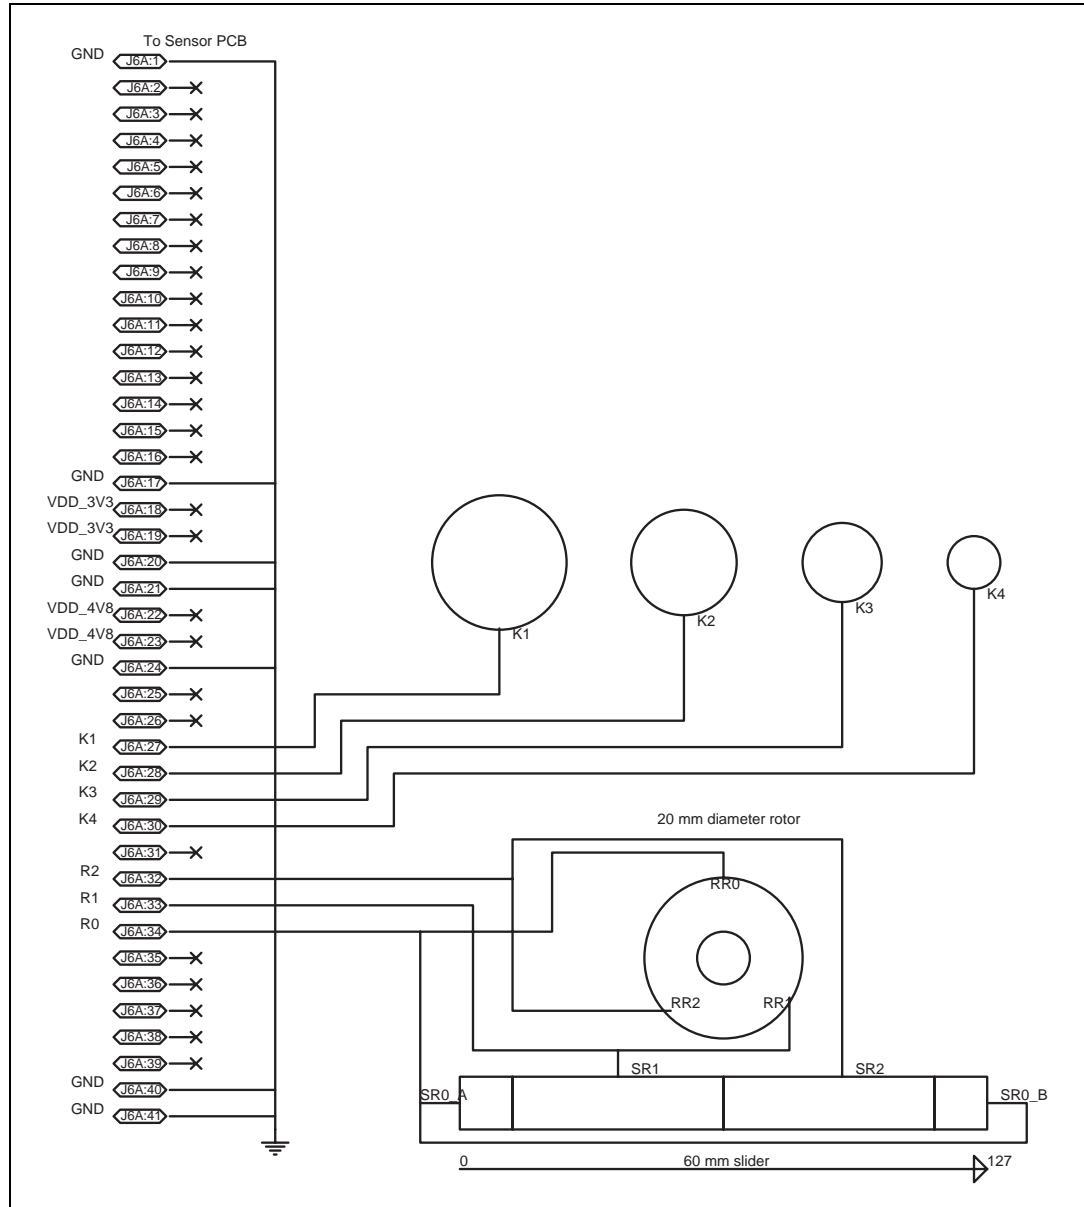 To Sensor PCB
GND J6A:1
J6A:2
J6A:3
J6A:4
J6A:5
J6A:6
J6A:7
J6A:8
J6A:9
J6A:10
J6A:11
J6A:12
J6A:13
J6A:14
J6A:15
J6A:16
GND J6A:17
VDD_3V3 J6A:18
VDD_3V3 J6A:19
GND J6A:20
GND J6A:21
VDD_4V8 J6A:22
VDD_4V8 J6A:23
GND J6A:24
J6A:25
J6A:26
K1 J6A:27
K2 J6A:28
K3 J6A:29
K4 J6A:30
J6A:31
R2 J6A:32
R1 J6A:33
R0 J6A:34
J6A:35
J6A:36
J6A:37
J6A:38
J6A:39
GND J6A:40
GND J6A:41
K1
K2
K3
K4
20 mm diameter rotor
RR0
RR2
RR1
SR1
SR2
SR0_A
SR0_B
0
60 mm slider
127